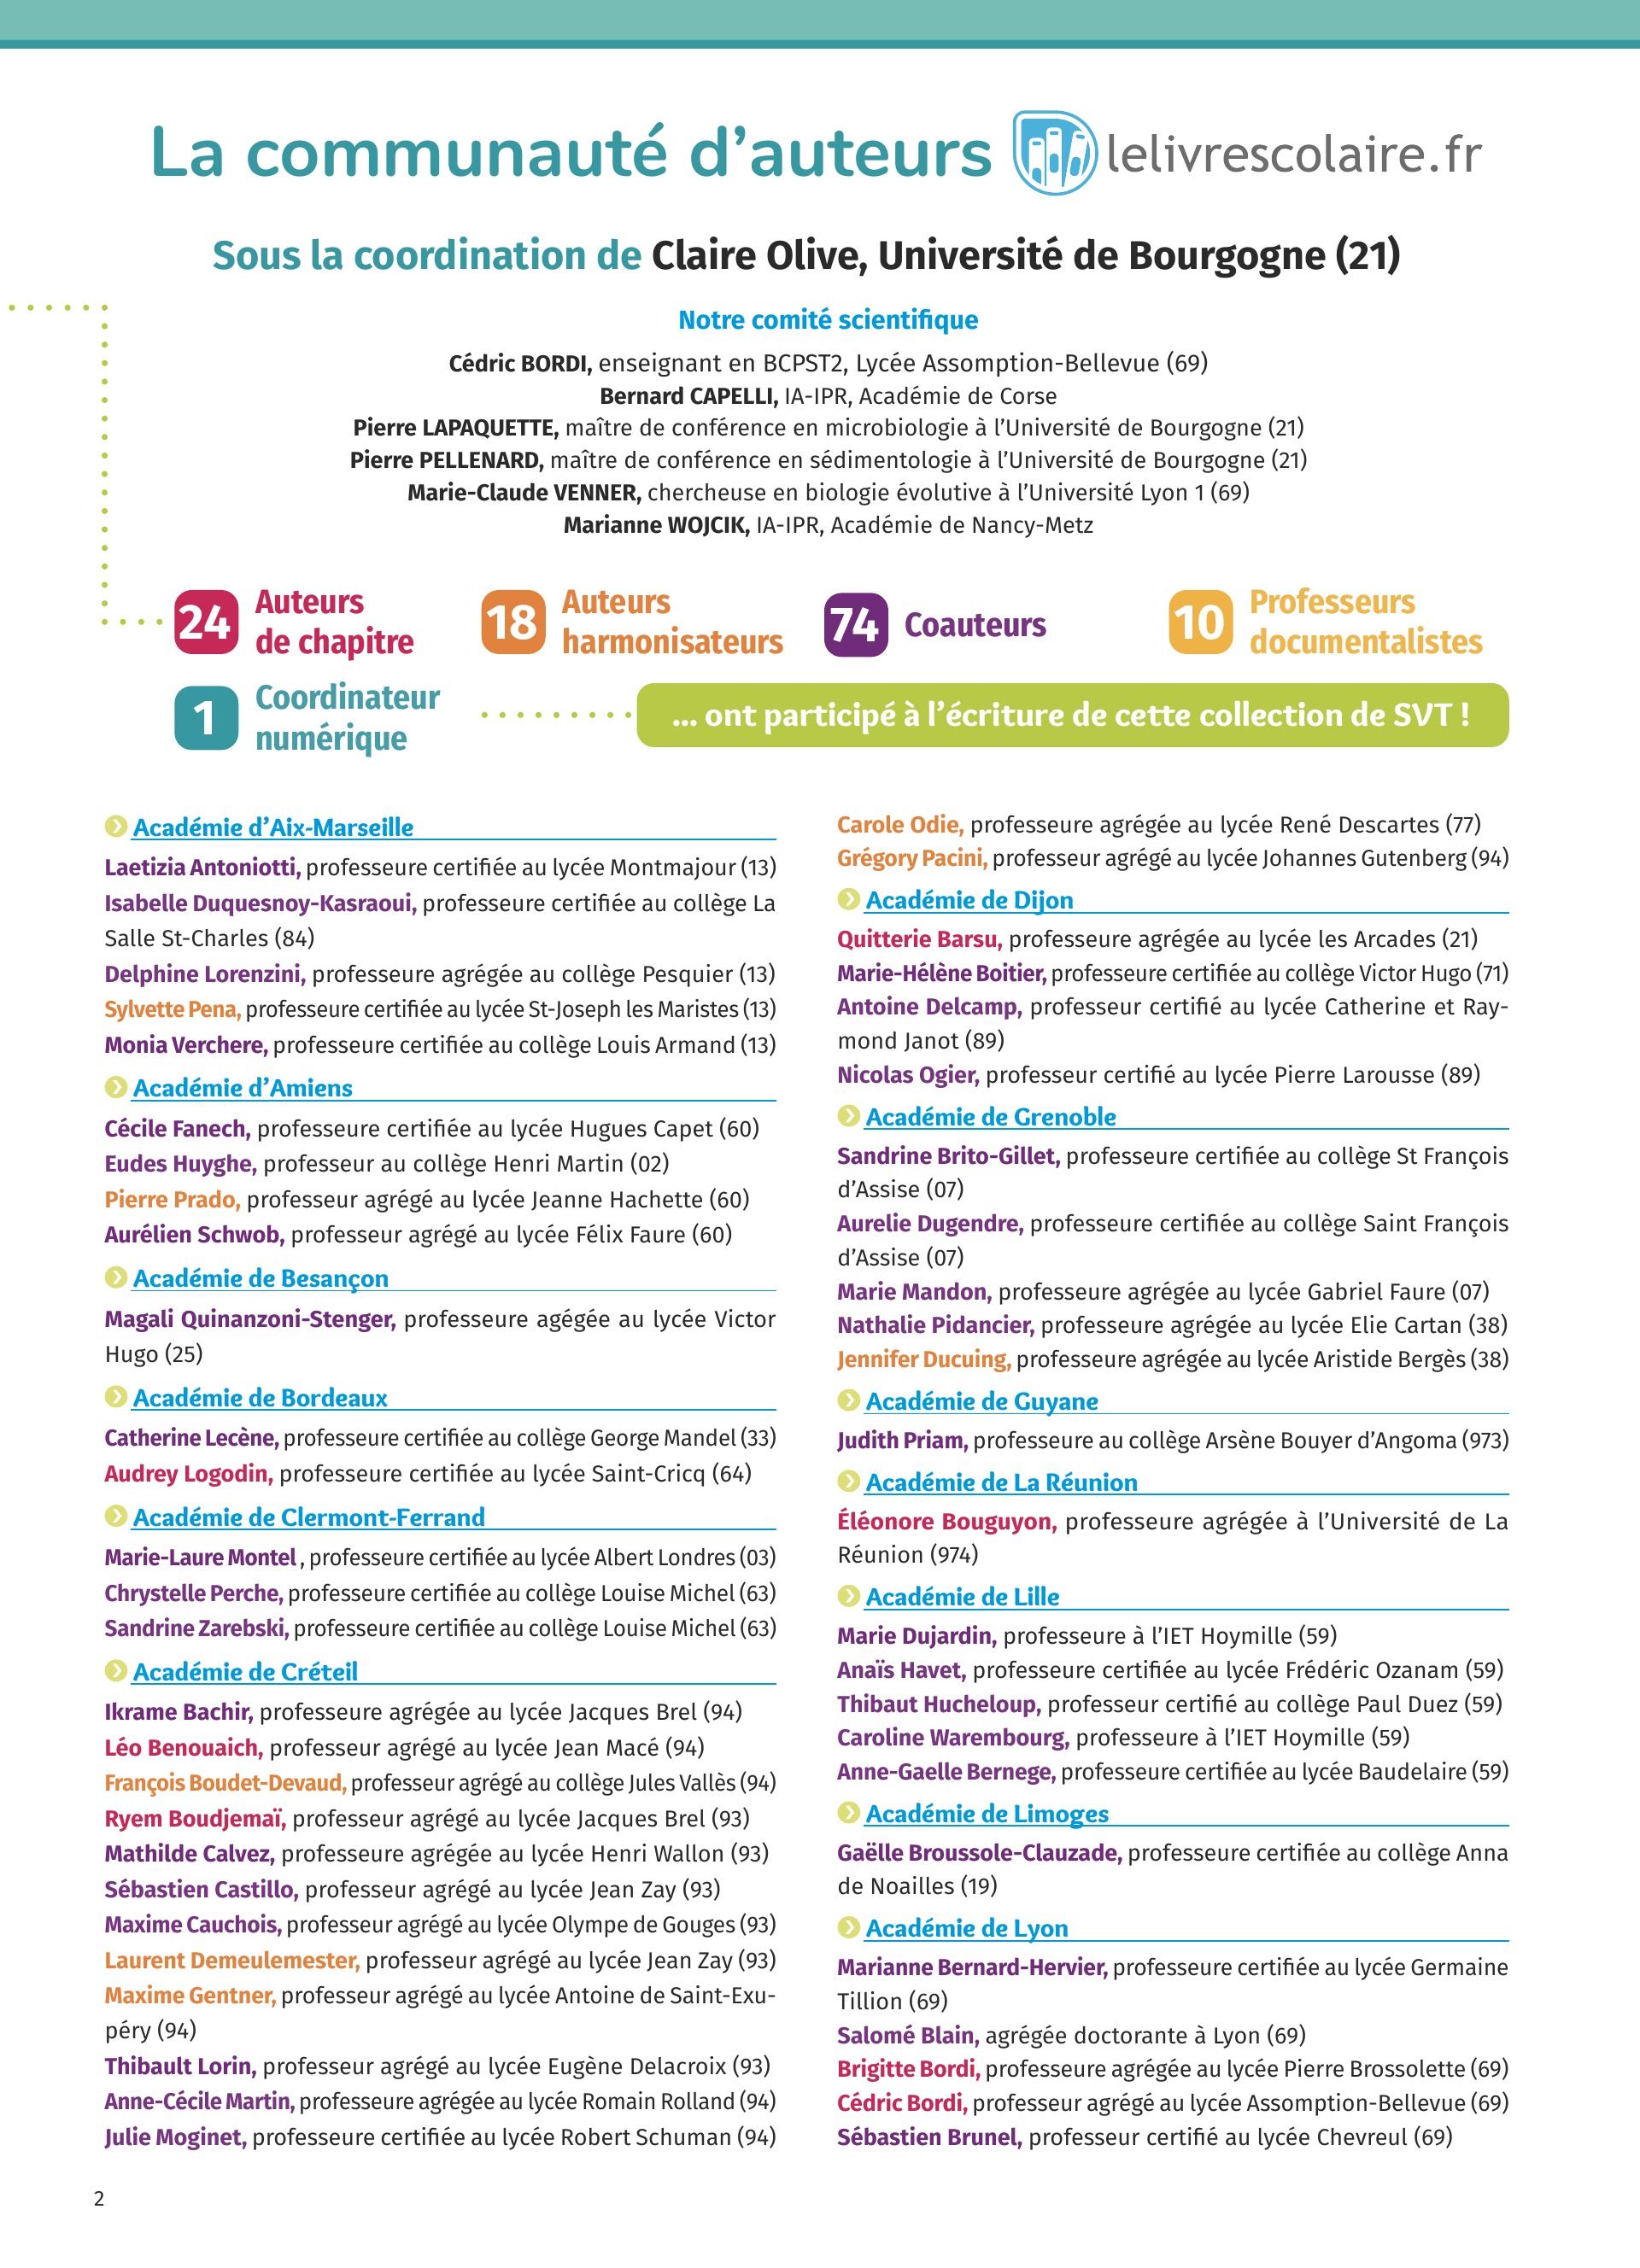 La communauté d'auteurs lelivrescolaire.fr
Sous la coordination de Claire Olive, Université de Bourgogne (21)
Notre comité scientifique
Cédric BORDI, enseignant en BCPST2, Lycée Assomption-Bellevue (69)
Bernard CAPELLI, IA-IPR, Académie de Corse
Pierre LAPAQUETTE, maître de conférence en microbiologie à l'Université de Bourgogne (21)
Pierre PELLENARD, maître de conférence en sédimentologie à l'Université de Bourgogne (21)
Marie-Claude VENNER, chercheuse en biologie évolutive à l'Université Lyon 1 (69)
Marianne WOJCIK, IA-IPR, Académie de Nancy-Metz
24 Auteurs
de chapitre
18 Auteurs
harmonisateurs
74 Coauteurs
10 Professeurs
documentalistes
1 Coordinateur
numérique
... ont participé à l'écriture de cette collection de SVT !
Académie d'Aix-Marseille
Laetizia Antoniotti, professeure certifiée au lycée Montmajour (13)
Isabelle Duquesnoy-Kasraoui, professeure certifiée au collège La
Salle St-Charles (84)
Delphine Lorenzini, professeure agrégée au collège Pesquier (13)
Sylvette Pena, professeure certifiée au lycée St-Joseph les Maristes (13)
Monia Verchere, professeure certifiée au collège Louis Armand (13)
Académie d'Amiens
Cécile Fanech, professeure certifiée au lycée Hugues Capet (60)
Eudes Huyghe, professeur au collège Henri Martin (02)
Pierre Prado, professeur agrégé au lycée Jeanne Hachette (60)
Aurélien Schwob, professeur agrégé au lycée Félix Faure (60)
Académie de Besançon
Magali Quinanzoni-Stenger, professeure agégée au lycée Victor
Hugo (25)
Académie de Bordeaux
Catherine Lecène, professeure certifiée au collège George Mandel (33)
Audrey Logodin, professeure certifiée au lycée Saint-Cricq (64)
Académie de Clermont-Ferrand
Marie-Laure Montel , professeure certifiée au lycée Albert Londres (03)
Chrystelle Perche, professeure certifiée au collège Louise Michel (63)
Sandrine Zarebski, professeure certifiée au collège Louise Michel (63)
Académie de Créteil
Ikrame Bachir, professeure agrégée au lycée Jacques Brel (94)
Léo Benouaich, professeur agrégé au lycée Jean Macé (94)
François Boudet-Devaud, professeur agrégé au collège Jules Vallès (94)
Ryem Boudjemaï, professeur agrégé au lycée Jacques Brel (93)
Mathilde Calvez, professeure agrégée au lycée Henri Wallon (93)
Sébastien Castillo, professeur agrégé au lycée Jean Zay (93)
Maxime Cauchois, professeur agrégé au lycée Olympe de Gouges (93)
Laurent Demeulemester, professeur agrégé au lycée Jean Zay (93)
Maxime Gentner, professeur agrégé au lycée Antoine de Saint-Exu-
péry (94)
Thibault Lorin, professeur agrégé au lycée Eugène Delacroix (93)
Anne-Cécile Martin, professeure agrégée au lycée Romain Rolland (94)
Julie Moginet, professeure certifiée au lycée Robert Schuman (94)
Carole Odie, professeure agrégée au lycée René Descartes (77)
Grégory Pacini, professeur agrégé au lycée Johannes Gutenberg (94)
Académie de Dijon
Quitterie Barsu, professeure agrégée au lycée les Arcades (21)
Marie-Hélène Boitier, professeure certifiée au collège Victor Hugo (71)
Antoine Delcamp, professeur certifié au lycée Catherine et Ray-
mond Janot (89)
Nicolas Ogier, professeur certifié au lycée Pierre Larousse (89)
Académie de Grenoble
Sandrine Brito-Gillet, professeure certifiée au collège St François
d'Assise (07)
Aurelie Dugendre, professeure certifiée au collège Saint François
d'Assise (07)
Marie Mandon, professeure agrégée au lycée Gabriel Faure (07)
Nathalie Pidancier, professeure agrégée au lycée Elie Cartan (38)
Jennifer Ducuing, professeure agrégée au lycée Aristide Bergès (38)
Académie de Guyane
Judith Priam, professeure au collège Arsène Bouyer d'Angoma (973)
Académie de La Réunion
Éléonore Bouguyon, professeure agrégée à l'Université de La
Réunion (974)
Académie de Lille
Marie Dujardin, professeure à l'IET Hoymille (59)
Anaïs Havet, professeure certifiée au lycée Frédéric Ozanam (59)
Thibaut Hucheloup, professeur certifié au collège Paul Duez (59)
Caroline Warembourg, professeure à l'IET Hoymille (59)
Anne-Gaelle Bernege, professeure certifiée au lycée Baudelaire (59)
Académie de Limoges
Gaëlle Broussole-Clauzade, professeure certifiée au collège Anna
de Noailles (19)
Académie de Lyon
Marianne Bernard-Hervier, professeure certifiée au lycée Germaine
Tillion (69)
Salomé Blain, agrégée doctorante à Lyon (69)
Brigitte Bordi, professeure agrégée au lycée Pierre Brossolette (69)
Cédric Bordi, professeur agrégé au lycée Assomption-Bellevue (69)
Sébastien Brunel, professeur certifié au lycée Chevreul (69)
2